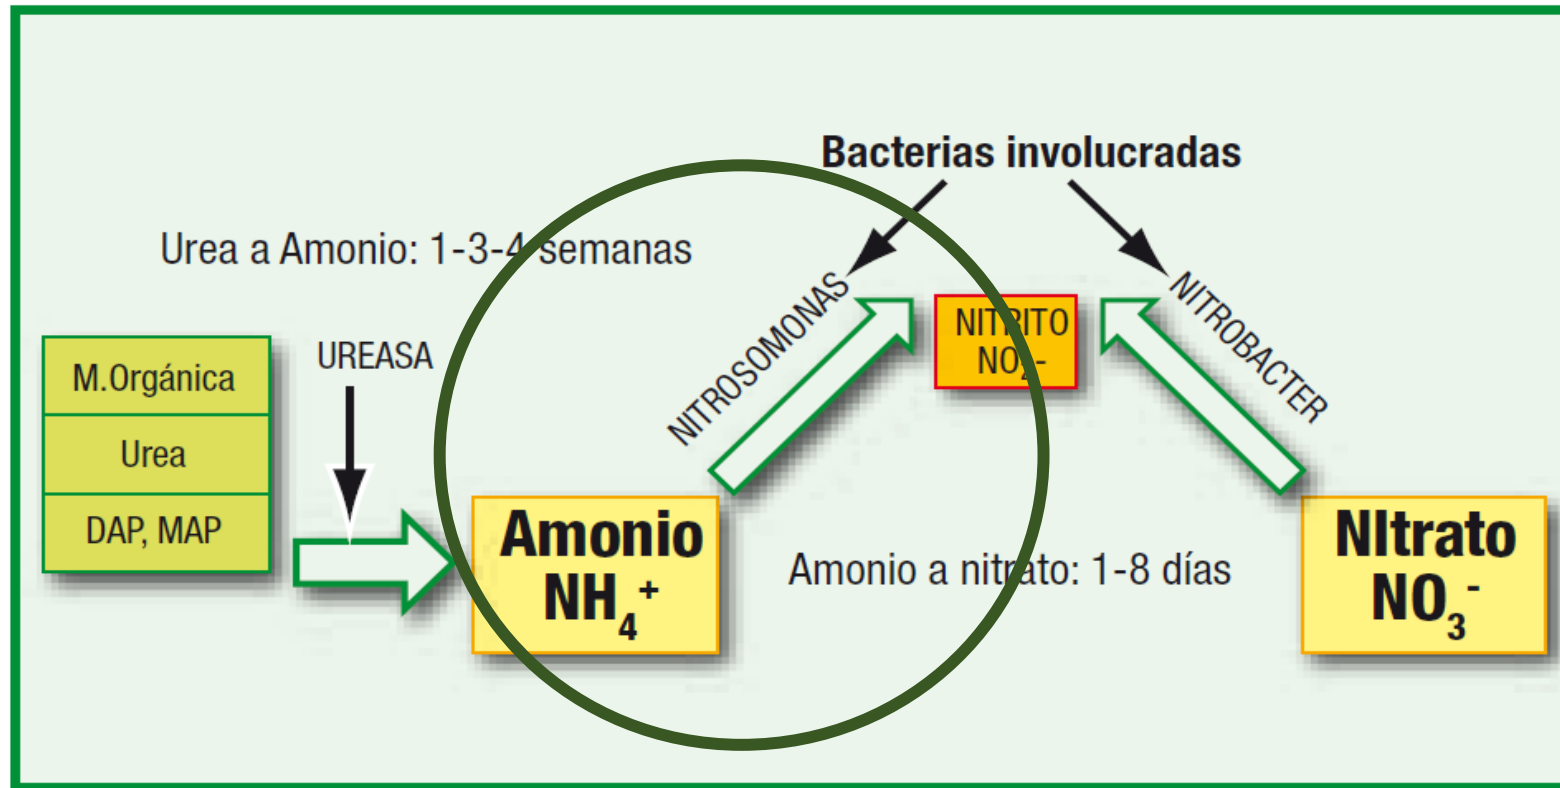 Bacterias involucradas
Urea a Amonio: 1-3-4 semanas
M.Orgánica
Urea
DAP, MAP
UREASA
NITROSOMONAS
NITRITO
NO₂-
NITROBACTER
Amonio
NH₄⁺
Amonio a nitrato: 1-8 días
NItrato
NO₃⁻